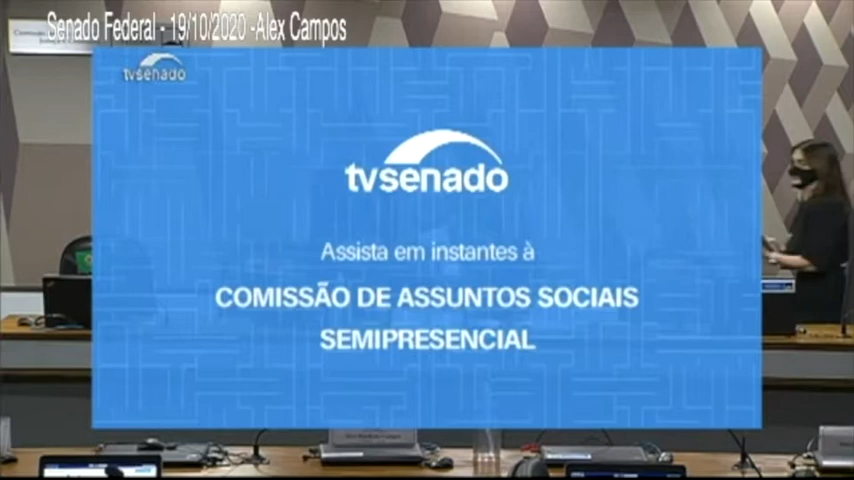 Senado Federal - 19/10/2020 -Alex Campos
tvsenado
tvsenado
Assista em instantes à
COMISSÃO DE ASSUNTOS SOCIAIS
SEMIPRESENCIAL